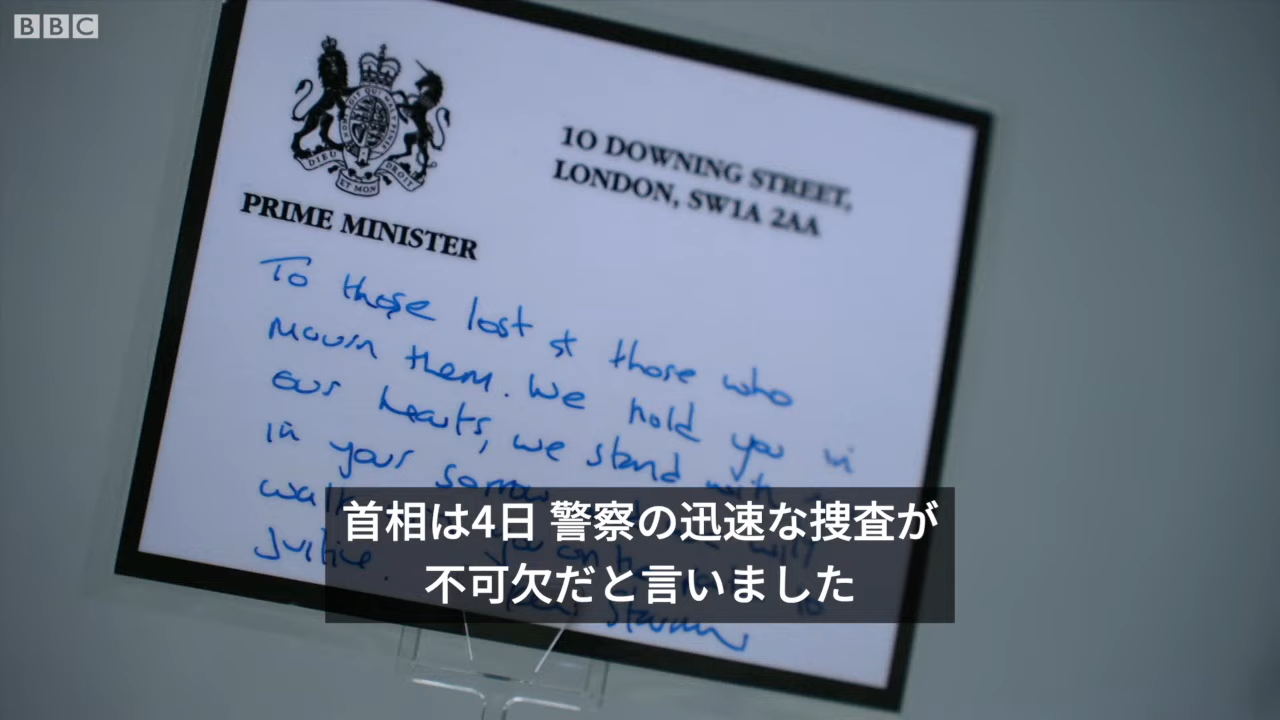 BBC
DIEU ET MON DROIT
PRIME MINISTER
10 DOWNING STREET,
LONDON, SW1A 2AA
To those lost & those who
mourn them. We hold you in
our hearts, we stand with
in your sorrow
walk
justice.
首相は4日 警察の迅速な捜査が
不可欠だと言いました